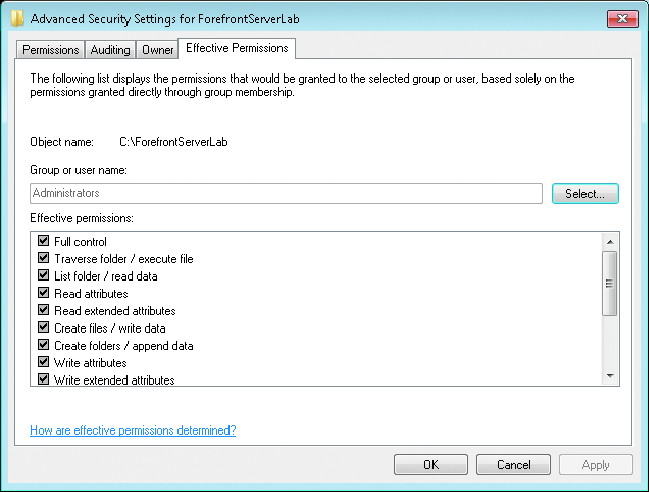 Advanced Security Settings for ForefrontServerLab
Permissions Auditing Owner Effective Permissions
The following list displays the permissions that would be granted to the selected group or user, based solely on the
permissions granted directly through group membership.
Object name: C:\ForefrontServerLab
Group or user name:
Administrators Select...
Effective permissions:
Full control
Traverse folder / execute file
List folder / read data
Read attributes
Read extended attributes
Create files / write data
Create folders / append data
Write attributes
Write extended attributes
How are effective permissions determined?
OK Cancel Apply